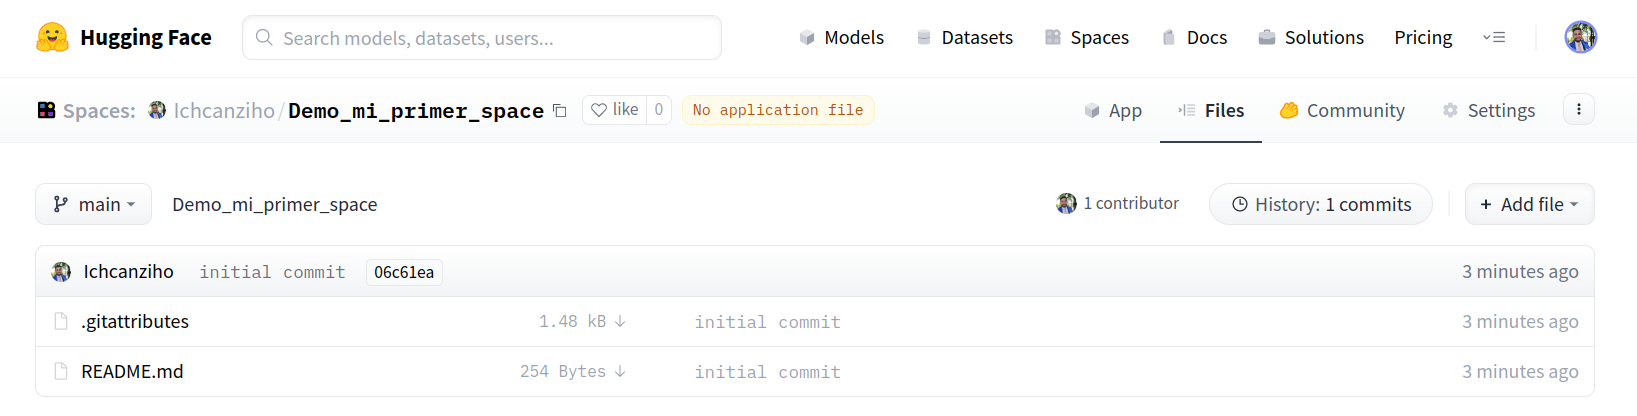 Hugging Face Search models, datasets, users... Models Datasets Spaces Docs Solutions Pricing
Spaces: Ichcanziho/Demo_mi_primer_space like 0 No application file App Files Community Settings
main Demo_mi_primer_space 1 contributor History: 1 commits + Add file
Ichcanziho initial commit 06c61ea 3 minutes ago
.gitattributes 1.48 kB initial commit 3 minutes ago
README.md 254 Bytes initial commit 3 minutes ago